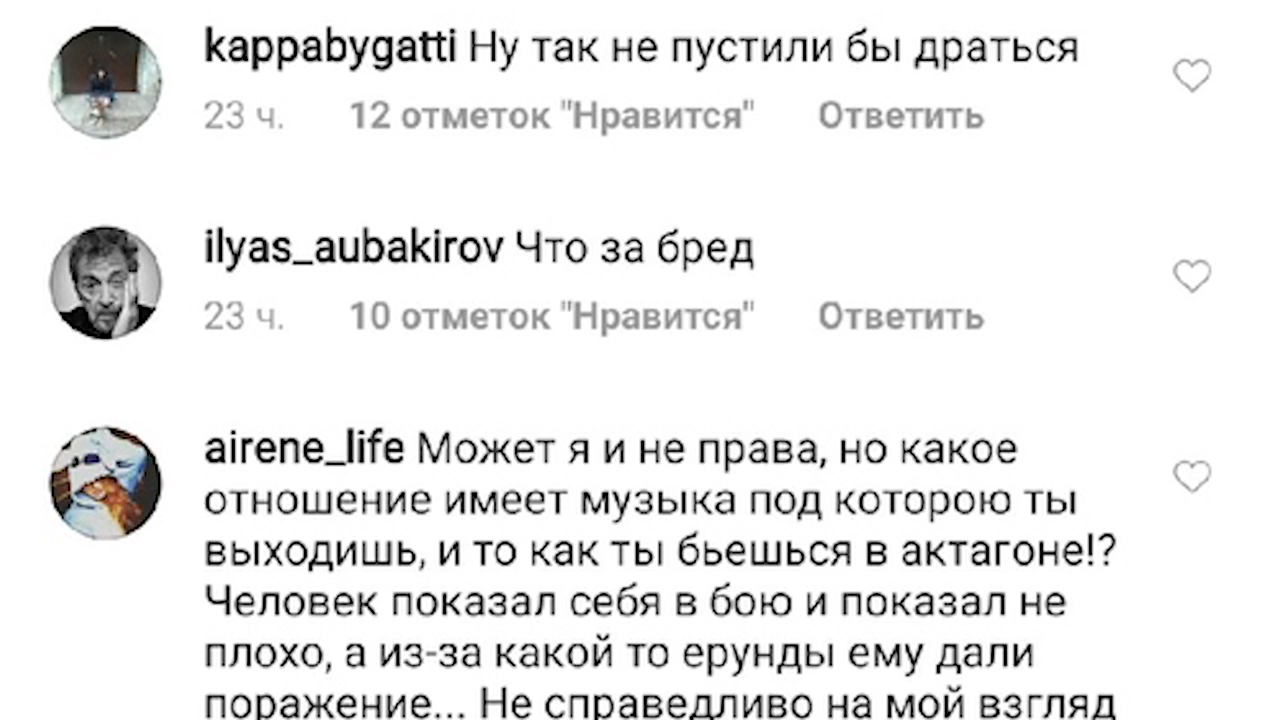 kappabygatti Ну так не пустили бы драться
23 ч. 12 отметок "Нравится" Ответить
ilyas_aubakirov Что за бред
23 ч. 10 отметок "Нравится" Ответить
airene_life Может я и не права, но какое
отношение имеет музыка под которою ты
выходишь, и то как ты бьешься в актагоне!?
Человек показал себя в бою и показал не
плохо, а из-за какой то ерунды ему дали
поражение... Не справедливо на мой взгляд